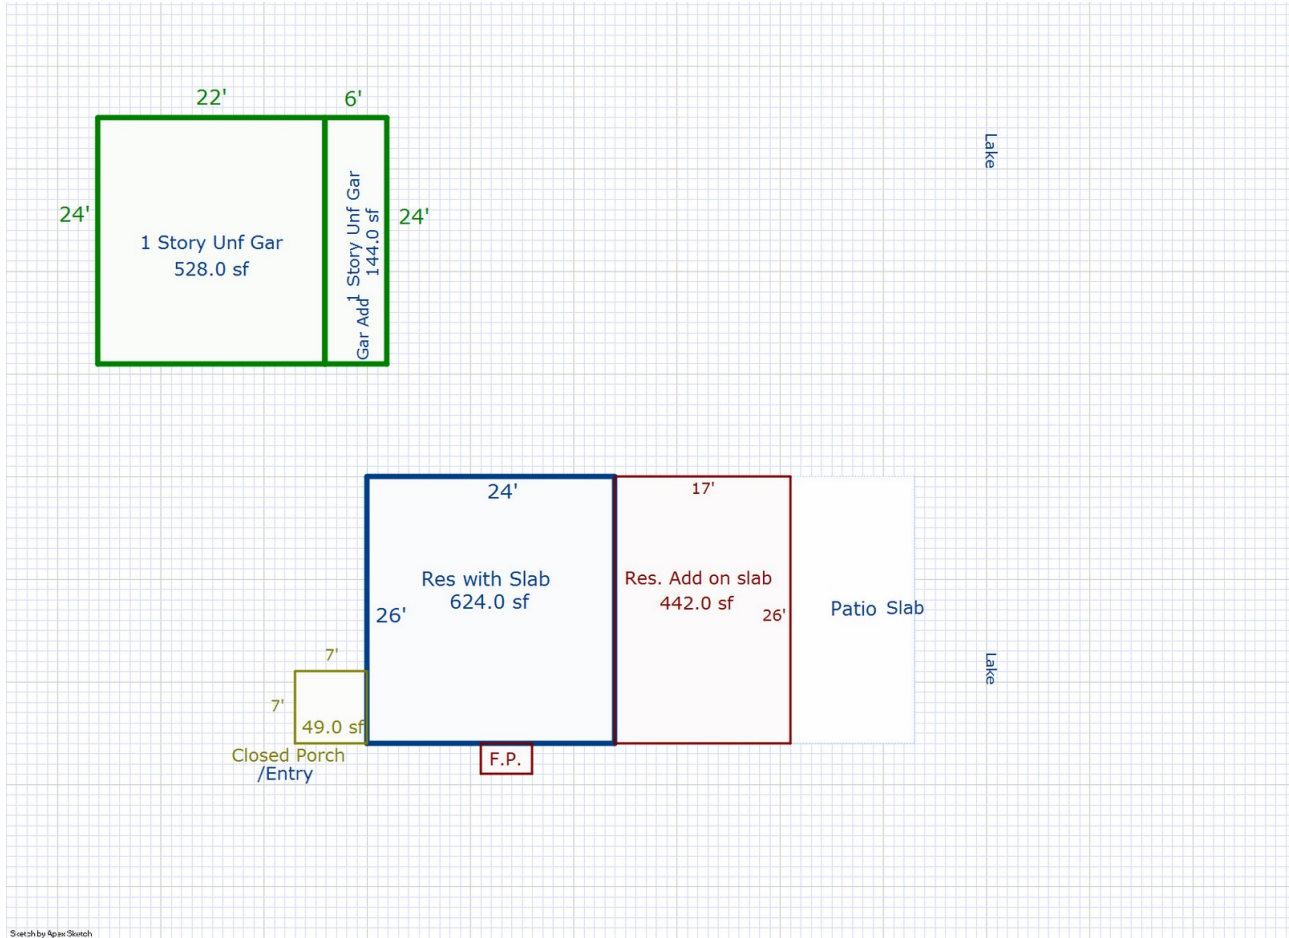 22'
6'
24'
1 Story Unf Gar
528.0 sf
1 Story Unf Gar
144.0 sf
Gar Add
24'
Lake
24'
26'
Res with Slab
624.0 sf
17'
Res. Add on slab
442.0 sf
26'
Patio Slab
Lake
7'
7'
49.0 sf
Closed Porch
/Entry
F.P.
Sketch by Apex Sketch